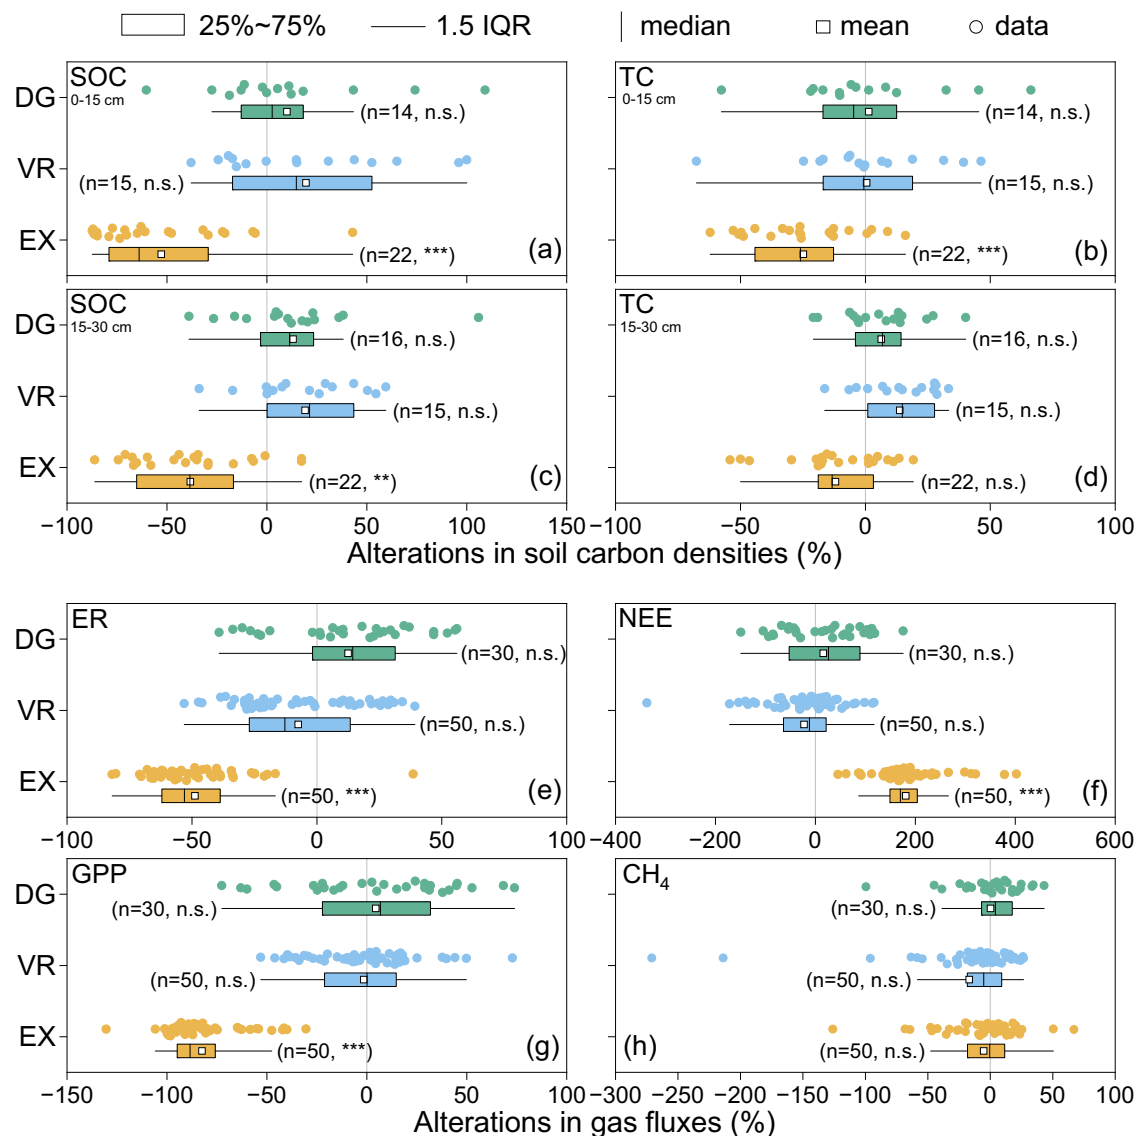 25%~75% 1.5 IQR median mean data
SOC
0-15 cm
DG
(n=14, n.s.)
VR
(n=15, n.s.)
EX
(n=22, ***)
(a)
TC
0-15 cm
(n=14, n.s.)
(n=15, n.s.)
(n=22, ***)
(b)
SOC
15-30 cm
DG
(n=16, n.s.)
VR
(n=15, n.s.)
EX
(n=22, **)
(c)
−100 −50 0 50 100 150
TC
15-30 cm
(n=16, n.s.)
(n=15, n.s.)
(n=22, n.s.)
(d)
−100 −50 0 50 100
Alterations in soil carbon densities (%)
ER
DG
(n=30, n.s.)
VR
(n=50, n.s.)
EX
(n=50, ***)
(e)
−100 −50 0 50 100
NEE
(n=30, n.s.)
(n=50, n.s.)
(n=50, ***)
(f)
−400 −200 0 200 400 600
GPP
DG
(n=30, n.s.)
VR
(n=50, n.s.)
EX
(n=50, ***)
(g)
−150 −100 −50 0 50 100
CH4
(n=30, n.s.)
(n=50, n.s.)
(n=50, n.s.)
(h)
−300 −250 −200 −150 −100 −50 0 50 100
Alterations in gas fluxes (%)